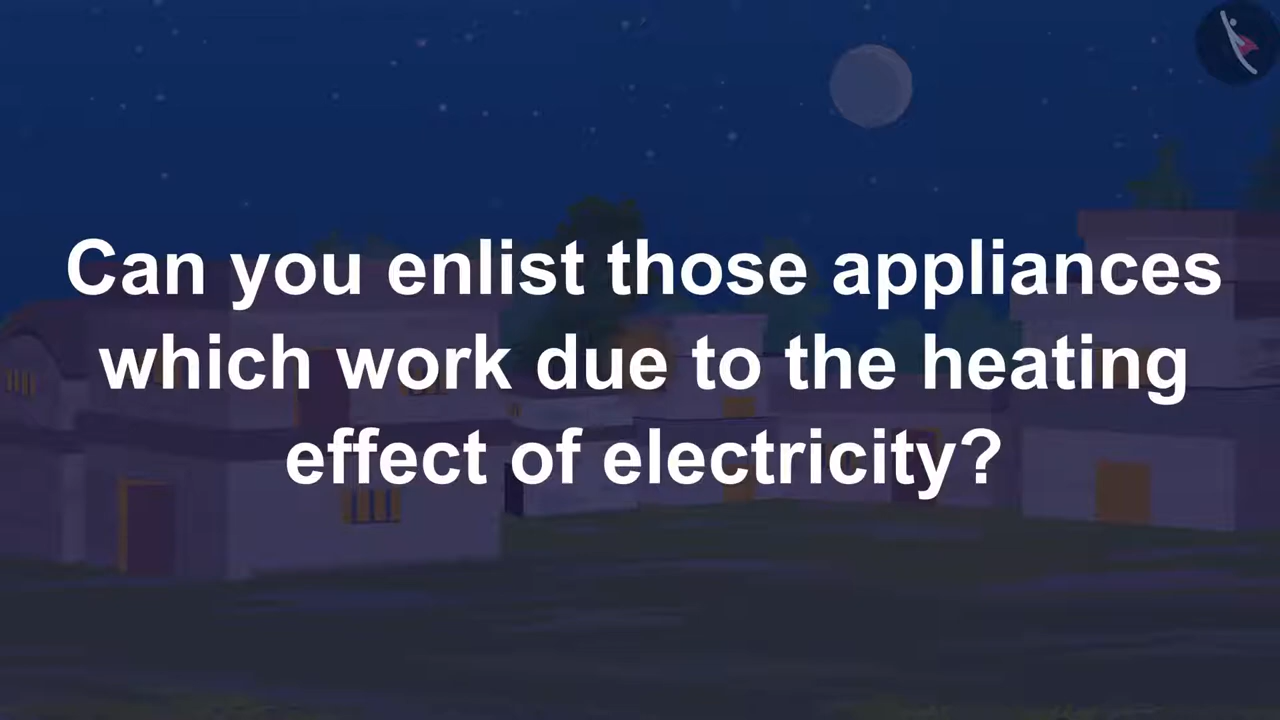 Can you enlist those appliances
which work due to the heating
effect of electricity?